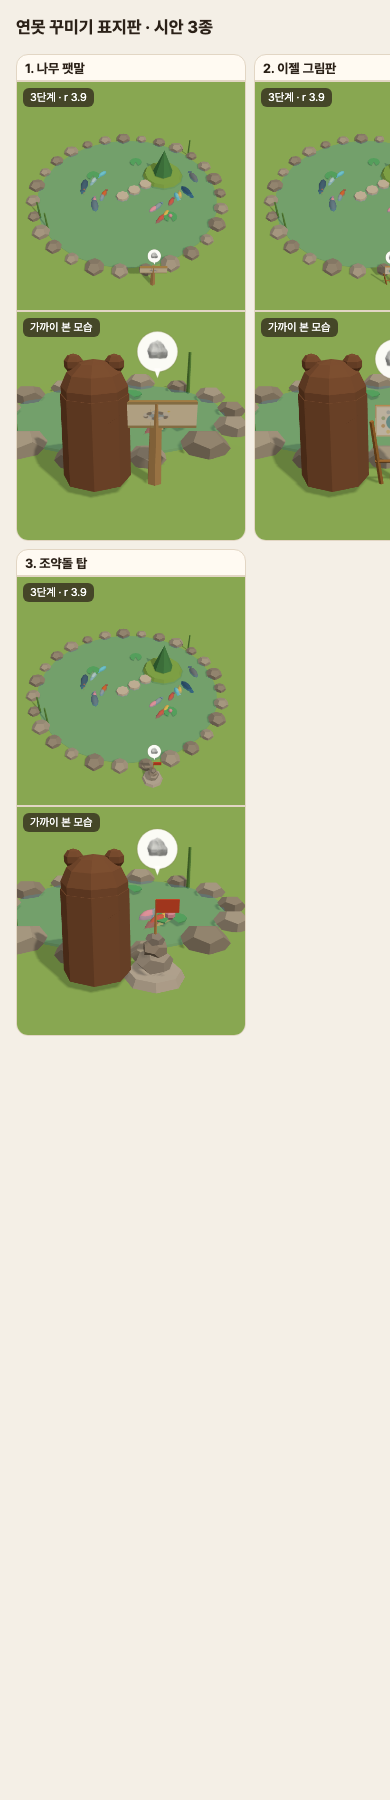 연못 꾸미기 표지판 · 시안 3종
1. 나무 팻말
3단계 · r 3.9
가까이 본 모습
2. 이젤 그림판
3단계 · r 3.9
가까이 본 모습
3. 조약돌 탑
3단계 · r 3.9
가까이 본 모습